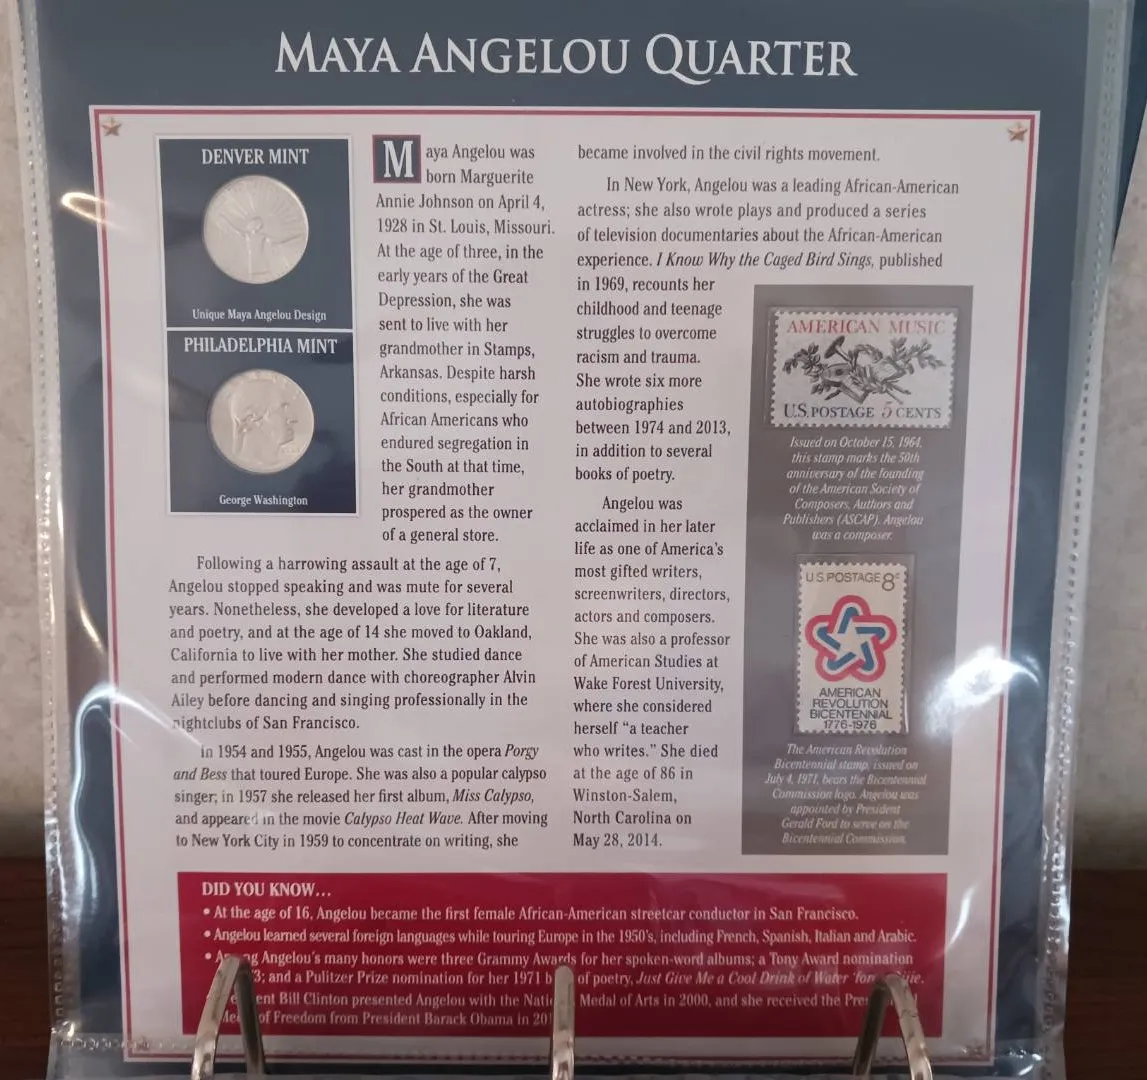 MAYA ANGELOU QUARTER
DENVER MINT
Unique Maya Angelou Design
PHILADELPHIA MINT
George Washington
Maya Angelou was
born Marguerite
Annie Johnson on April 4,
1928 in St. Louis, Missouri.
At the age of three, in the
early years of the Great
Depression, she was
sent to live with her
grandmother in Stamps,
Arkansas. Despite harsh
conditions, especially for
African Americans who
endured segregation in
the South at that time,
her grandmother
prospered as the owner
of a general store.
Following a harrowing assault at the age of 7,
Angelou stopped speaking and was mute for several
years. Nonetheless, she developed a love for literature
and poetry, and at the age of 14 she moved to Oakland,
California to live with her mother. She studied dance
and performed modern dance with choreographer Alvin
Ailey before dancing and singing professionally in the
nightclubs of San Francisco.
In 1954 and 1955, Angelou was cast in the opera Porgy
and Bess that toured Europe. She was also a popular calypso
singer; in 1957 she released her first album, Miss Calypso,
and appeared in the movie Calypso Heat Wave. After moving
to New York City in 1959 to concentrate on writing, she
became involved in the civil rights movement.
In New York, Angelou was a leading African-American
actress; she also wrote plays and produced a series
of television documentaries about the African-American
experience. I Know Why the Caged Bird Sings, published
in 1969, recounts her
childhood and teenage
struggles to overcome
racism and trauma.
She wrote six more
autobiographies
between 1974 and 2013,
in addition to several
books of poetry.
Angelou was
acclaimed in her later
life as one of America's
most gifted writers,
screenwriters, directors,
actors and composers.
She was also a professor
of American Studies at
Wake Forest University,
where she considered
herself "a teacher
who writes." She died
at the age of 86 in
Winston-Salem,
North Carolina on
May 28, 2014.
AMERICAN MUSIC
U.S. POSTAGE 5 CENTS
Issued on October 15, 1964,
this stamp marks the 50th
anniversary of the founding
of the American Society of
Composers, Authors and
Publishers (ASCAP). Angelou
was a composer.
U.S. POSTAGE 8c
AMERICAN
REVOLUTION
BICENTENNIAL
1776-1976
The American Revolution
Bicentennial stamp, issued on
July 4, 1971, bears the Bicentennial
Commission logo. Angelou was
appointed by President
Gerald Ford to serve on the
Bicentennial Commission.
DID YOU KNOW...
• At the age of 16, Angelou became the first female African-American streetcar conductor in San Francisco.
• Angelou learned several foreign languages while touring Europe in the 1950's, including French, Spanish, Italian and Arabic.
• Among Angelou's many honors were three Grammy Awards for her spoken-word albums; a Tony Award nomination
3; and a Pulitzer Prize nomination for her 1971 of poetry, Just Give Me a Cool Drink of Water
Bill Clinton presented Angelou with the Medal of Arts in 2000, and she received the
of Freedom from President Barack Obama in